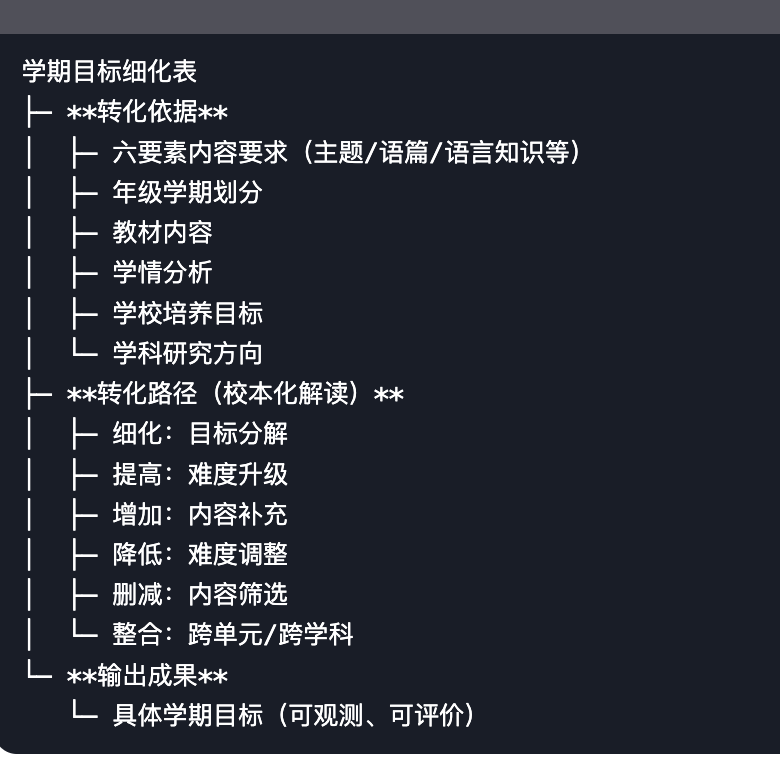 学期目标细化表
├─ **转化依据**
│  ├─ 六要素内容要求（主题/语篇/语言知识等）
│  ├─ 年级学期划分
│  ├─ 教材内容
│  ├─ 学情分析
│  ├─ 学校培养目标
│  └─ 学科研究方向
├─ **转化路径（校本化解读）**
│  ├─ 细化：目标分解
│  ├─ 提高：难度升级
│  ├─ 增加：内容补充
│  ├─ 降低：难度调整
│  ├─ 删减：内容筛选
│  └─ 整合：跨单元/跨学科
└─ **输出成果**
   └─ 具体学期目标（可观测、可评价）